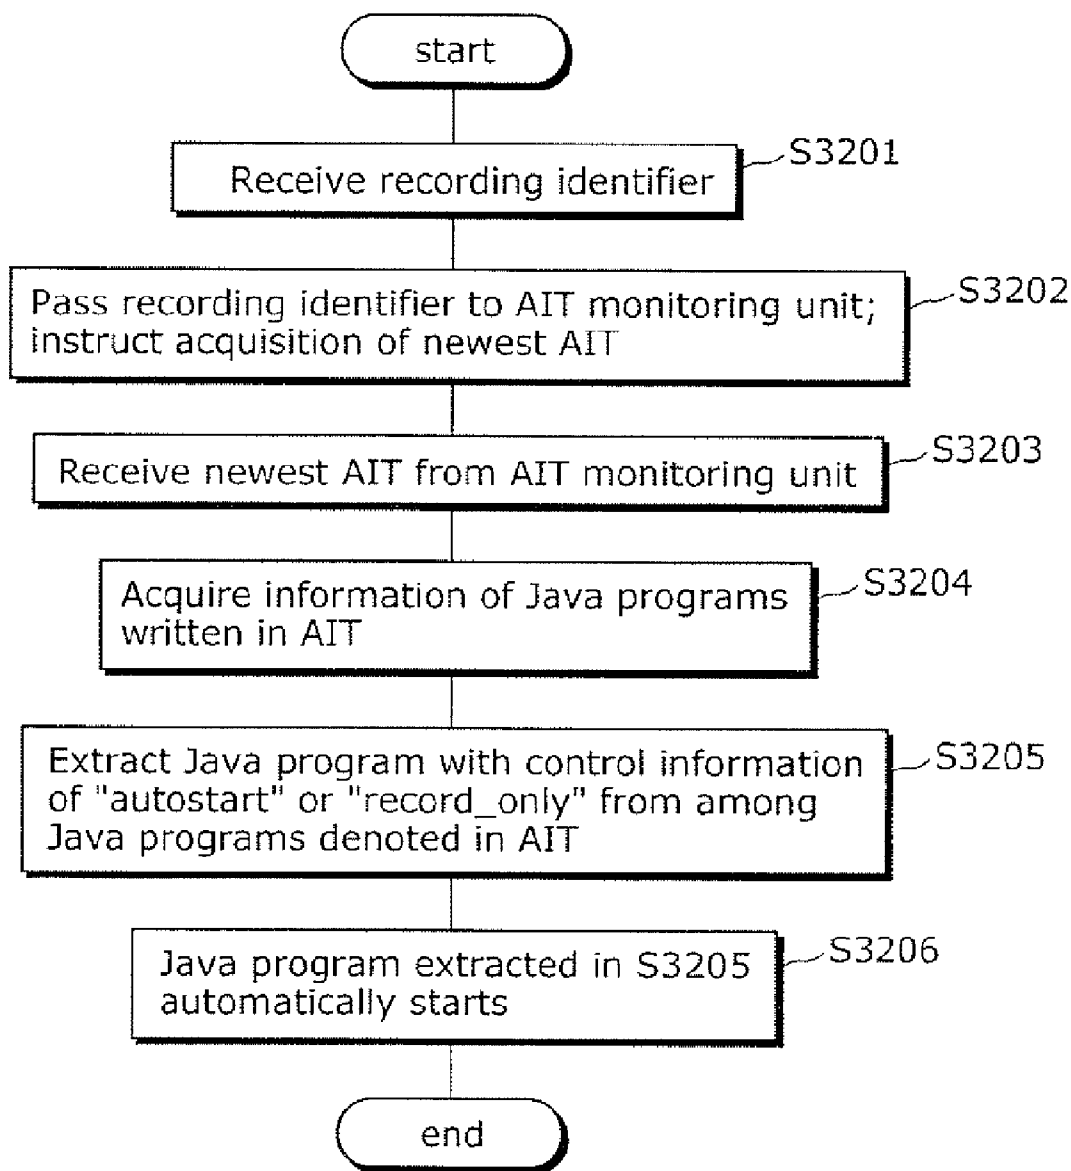 start
Receive recording identifier
S3201
Pass recording identifier to AIT monitoring unit;
instruct acquisition of newest AIT
S3202
Receive newest AIT from AIT monitoring unit
S3203
Acquire information of Java programs
written in AIT
S3204
Extract Java program with control information
of "autostart" or "record_only" from among
Java programs denoted in AIT
S3205
Java program extracted in S3205
automatically starts
S3206
end